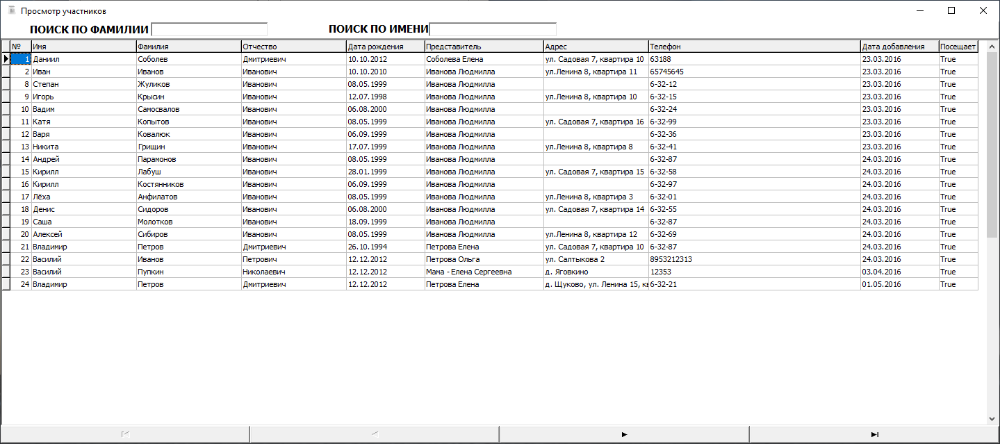 Просмотр участников
ПОИСК ПО ФАМИЛИИ ПОИСК ПО ИМЕНИ
№ Имя Фамилия Отчество Дата рождения Представитель Адрес Телефон Дата добавления Посещает
1 Даниил Соболев Дмитриевич 10.10.2012 Соболева Елена ул. Садовая 7, квартира 10 63188 23.03.2016 True
2 Иван Иванов Иванович 10.10.2010 Иванова Людмилла ул.Ленина 8, квартира 11 65745645 23.03.2016 True
8 Степан Жуликов Иванович 08.05.1999 Иванова Людмилла 6-32-12 23.03.2016 True
9 Игорь Крысин Иванович 12.07.1998 Иванова Людмилла ул.Ленина 8, квартира 10 6-32-15 23.03.2016 True
10 Вадим Самосвалов Иванович 06.08.2000 Иванова Людмилла 6-32-24 23.03.2016 True
11 Катя Копытов Иванович 08.05.1999 Иванова Людмилла ул. Садовая 7, квартира 16 6-32-99 23.03.2016 True
12 Варя Ковалюк Иванович 06.09.1999 Иванова Людмилла 6-32-36 23.03.2016 True
13 Никита Грищин Иванович 17.07.1999 Иванова Людмилла ул.Ленина 8, квартира 8 6-32-41 23.03.2016 True
14 Андрей Парамонов Иванович 08.05.1999 Иванова Людмилла 6-32-87 24.03.2016 True
15 Кирилл Лабуш Иванович 28.01.1999 Иванова Людмилла ул. Садовая 7, квартира 15 6-32-58 24.03.2016 True
16 Кирилл Костянников Иванович 06.09.1999 Иванова Людмилла 6-32-97 24.03.2016 True
17 Лёха Анфилатов Иванович 08.05.1999 Иванова Людмилла ул.Ленина 8, квартира 3 6-32-01 24.03.2016 True
18 Денис Сидоров Иванович 06.08.2000 Иванова Людмилла ул. Садовая 7, квартира 14 6-32-55 24.03.2016 True
19 Саша Молотков Иванович 18.09.1999 Иванова Людмилла 6-32-87 24.03.2016 True
20 Алексей Сибиров Иванович 08.05.1999 Иванова Людмилла ул.Ленина 8, квартира 12 6-32-69 24.03.2016 True
21 Владимир Петров Дмитриевич 26.10.1994 Петрова Елена ул. Садовая 7, квартира 10 6-32-87 24.03.2016 True
22 Василий Иванов Петрович 12.12.2012 Петрова Ольга ул. Салтыкова 2 8953212313 24.03.2016 True
23 Василий Пупкин Николаевич 12.12.2012 Мама - Елена Сергеевна д. Яговкино 12353 03.04.2016 True
24 Владимир Петров Дмитриевич 12.12.2012 Петрова Елена д. Щуково, ул. Ленина 15, кв 6-32-21 01.05.2016 True